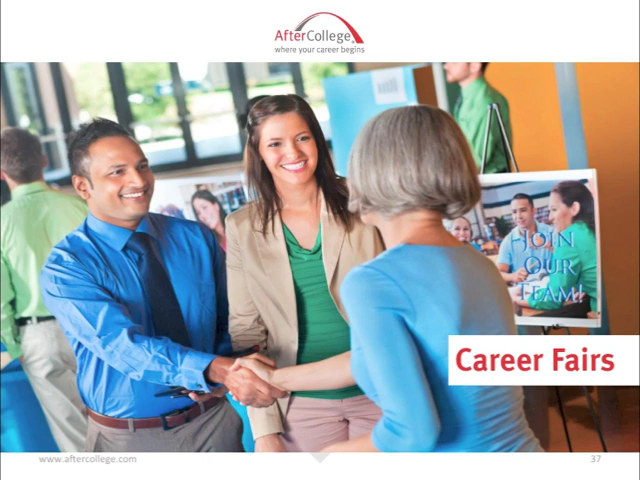 AfterCollege
where your career begins
JOIN
OUR
TEAM!
Career Fairs
www.aftercollege.com
37